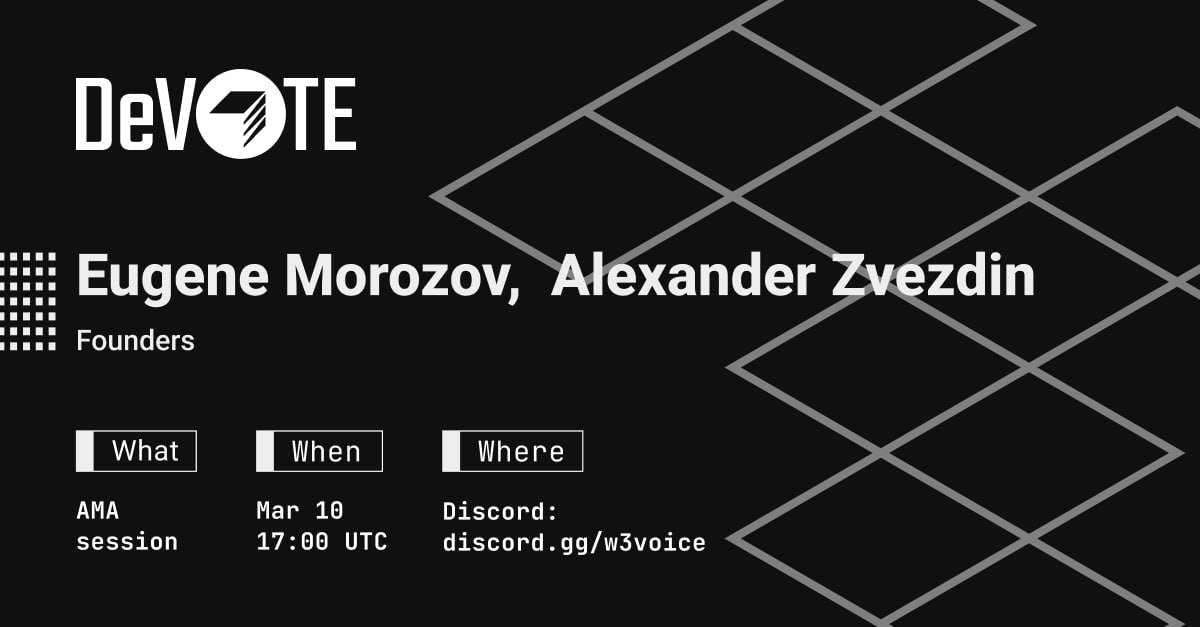 DeVOTE
Eugene Morozov, Alexander Zvezdin
Founders
What
When
Where
AMA
session
Mar 10
17:00 UTC
Discord:
discord.gg/w3voice